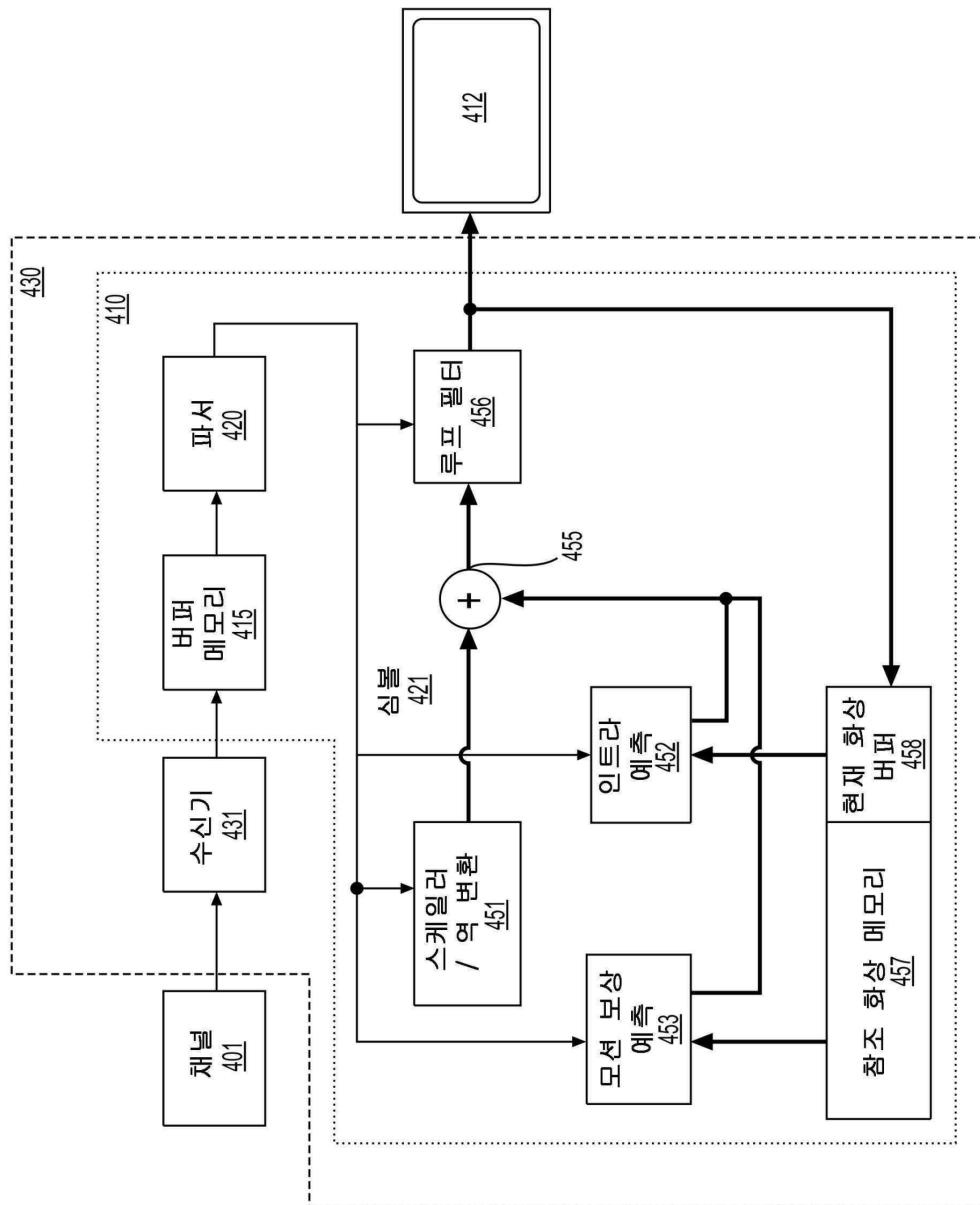 430
410
채널
401
수신기
431
버퍼
메모리
415
파서
420
심볼
421
스케일러
/ 역 변환
451
+
455
루프 필터
456
412
모션 보상
예측
453
인트라
예측
452
참조 화상 메모리
457
현재 화상
버퍼
458